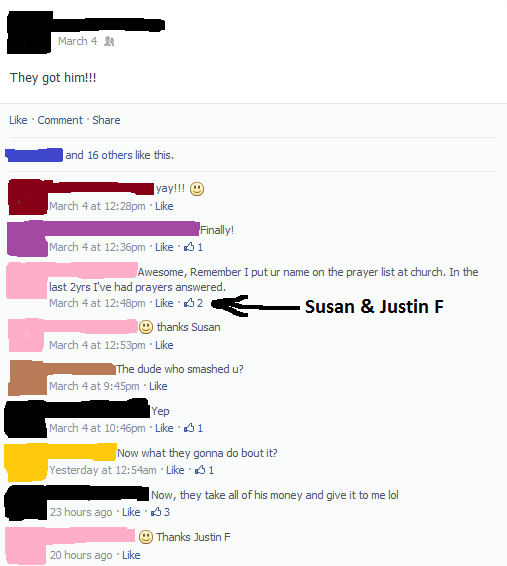 March 4
They got him!!!
Like · Comment · Share
and 16 others like this.
yay!!!
March 4 at 12:28pm · Like
Finally!
March 4 at 12:36pm · Like · 1
Awesome, Remember I put ur name on the prayer list at church. In the
last 2yrs I've had prayers answered.
March 4 at 12:48pm · Like · 2
Susan & Justin F
thanks Susan
March 4 at 12:53pm · Like
The dude who smashed u?
March 4 at 9:45pm · Like
Yep
March 4 at 10:46pm · Like · 1
Now what they gonna do bout it?
Yesterday at 12:54am · Like · 1
Now, they take all of his money and give it to me lol
23 hours ago · Like · 3
Thanks Justin F
20 hours ago · Like